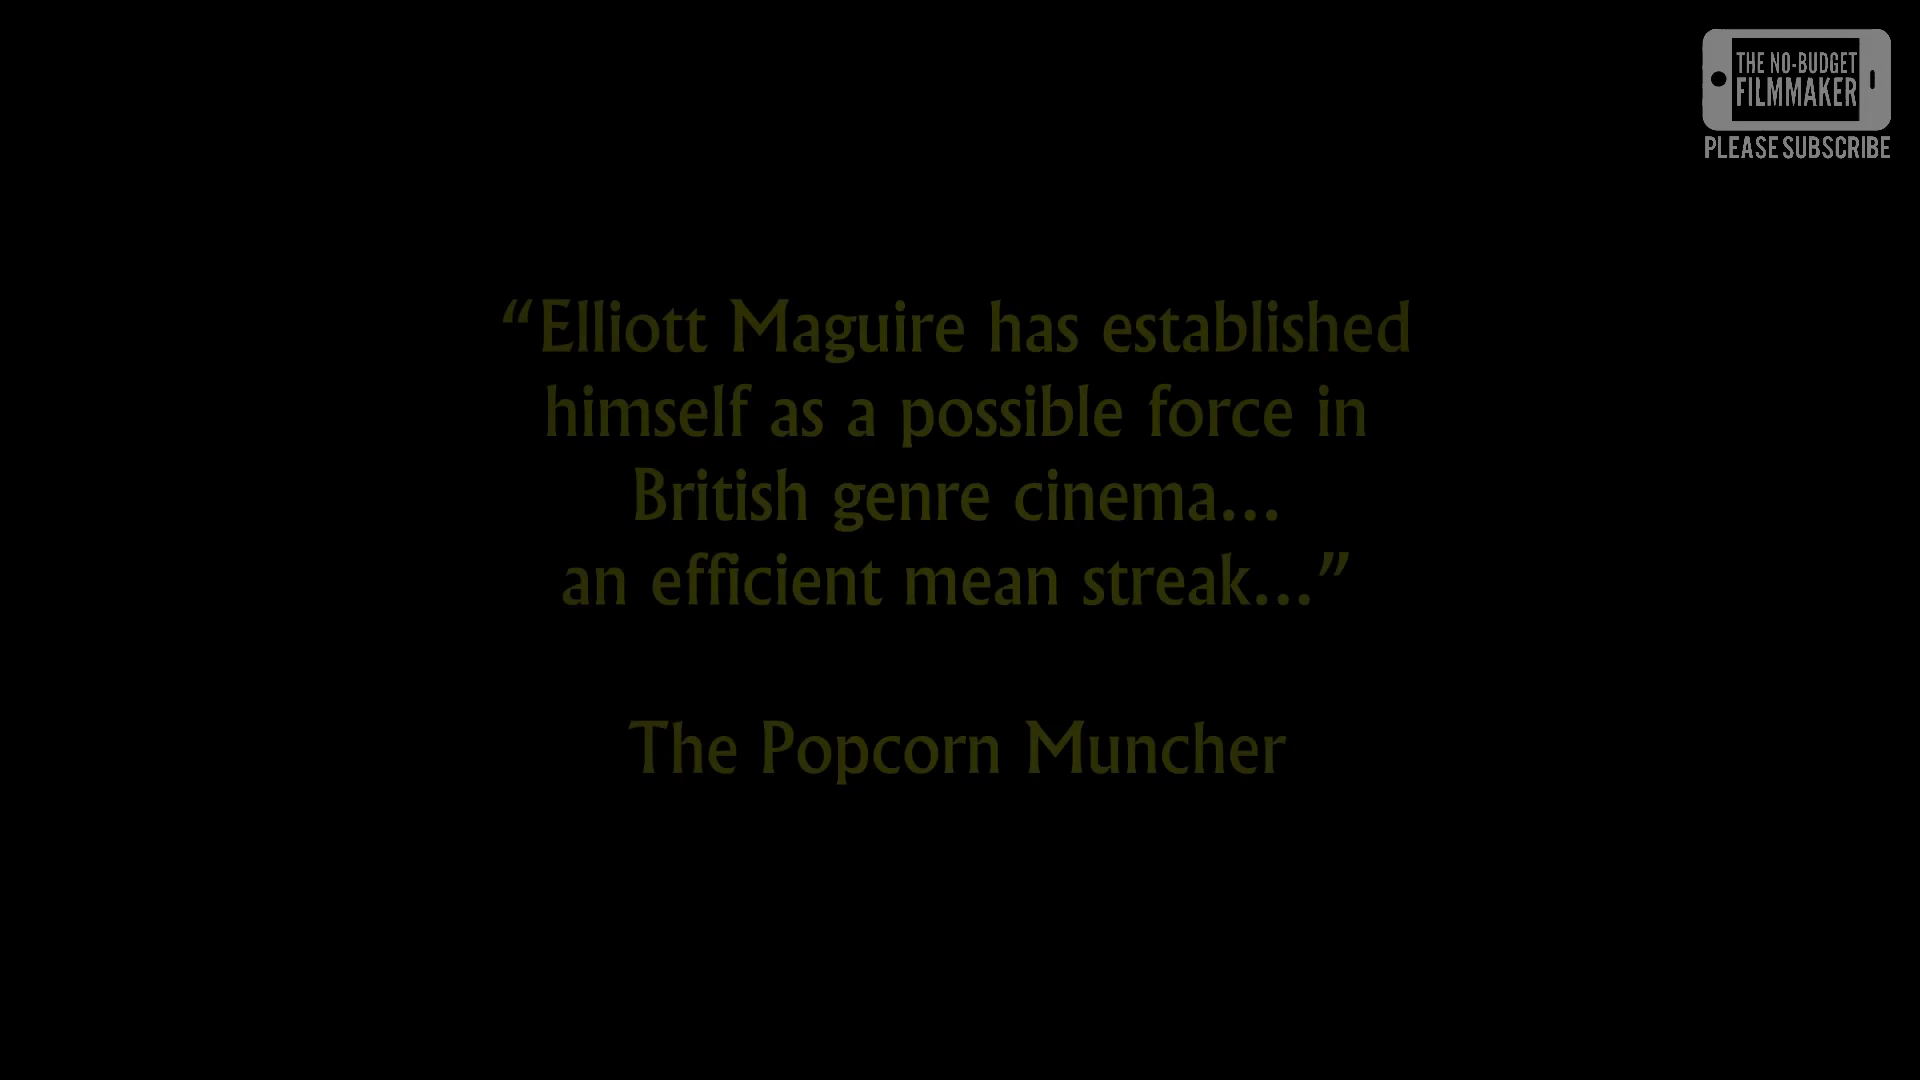 THE NO-BUDGET
FILMMAKER
PLEASE SUBSCRIBE
“Elliott Maguire has established
himself as a possible force in
British genre cinema...
an efficient mean streak...”
The Popcorn Muncher